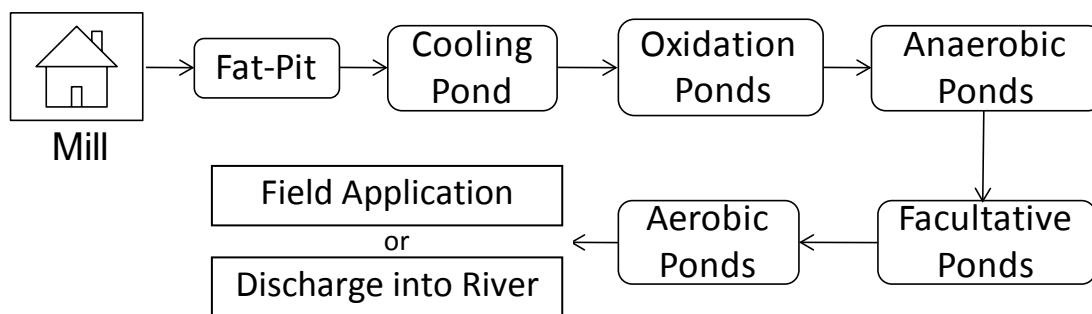 Mill
Fat-Pit
Cooling
Pond
Oxidation
Ponds
Anaerobic
Ponds
Facultative
Ponds
Aerobic
Ponds
Field Application
or
Discharge into River